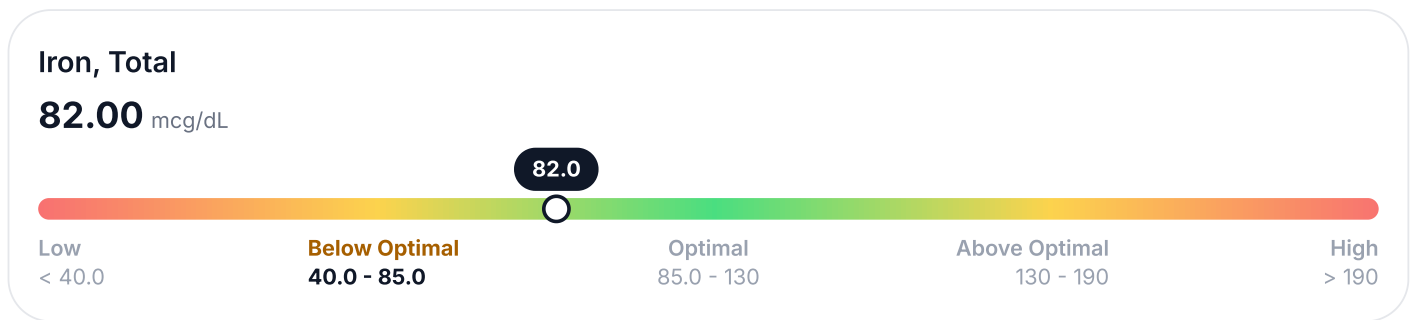 Iron, Total
82.00 mcg/dL
82.0
Low Below Optimal Optimal Above Optimal High
< 40.0 40.0 - 85.0 85.0 - 130 130 - 190 > 190